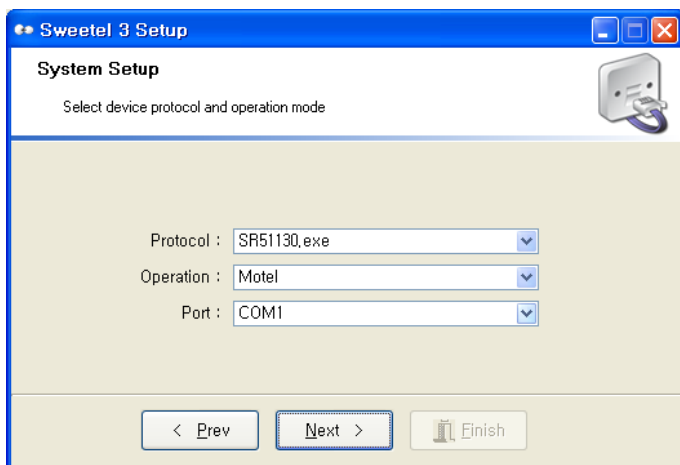 Sweetel 3 Setup
System Setup
Select device protocol and operation mode
Protocol : SR51130.exe
Operation : Motel
Port : COM1
< Prev Next > Finish